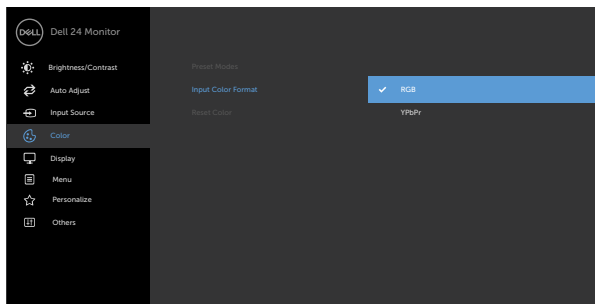 DELL Dell 24 Monitor
Brightness/Contrast
Preset Modes
Auto Adjust
Input Color Format
RGB
Input Source
Reset Color
YPbPr
Color
Display
Menu
Personalize
Others